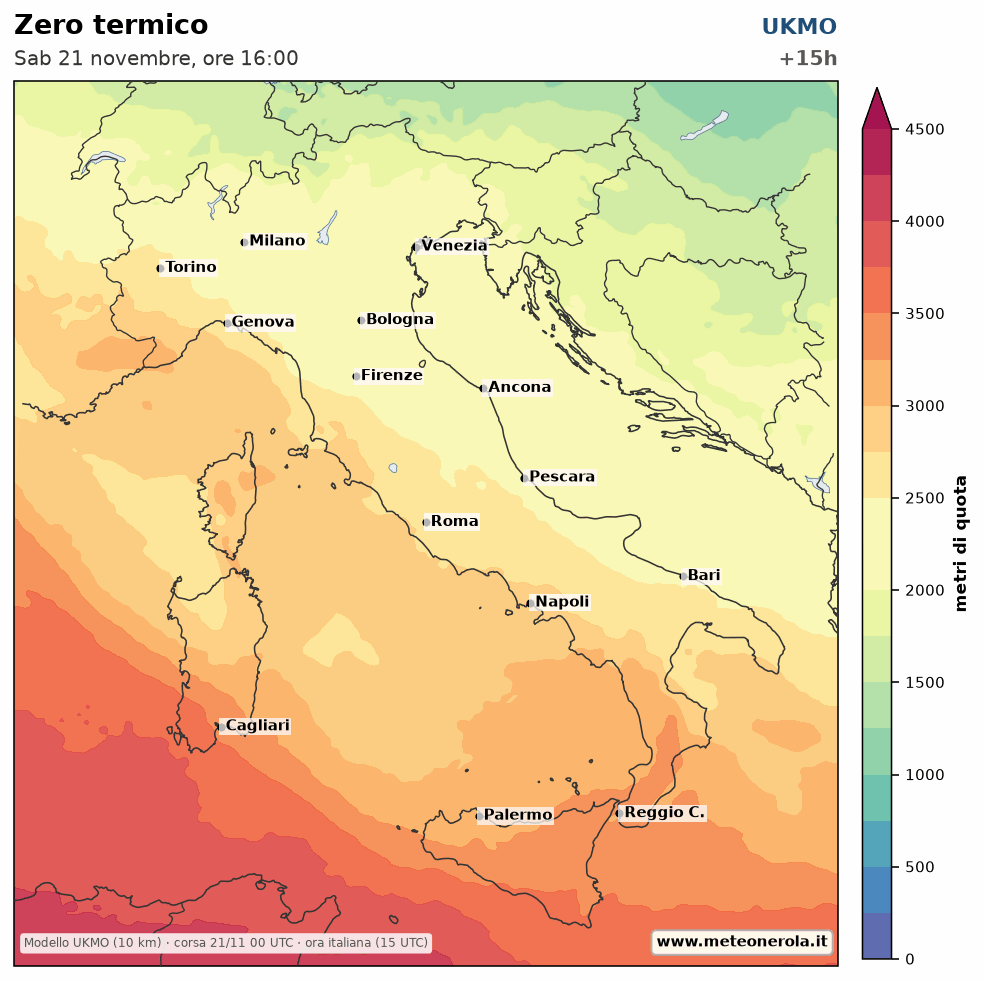 Zero termico
UKMO
Sab 21 novembre, ore 16:00
+15h
Milano
Venezia
Torino
Genova
Bologna
Firenze
Ancona
Pescara
Roma
Bari
Napoli
Cagliari
Palermo
Reggio C.
Modello UKMO (10 km) · corsa 21/11 00 UTC · ora italiana (15 UTC)
www.meteonerola.it
4500
4000
3500
3000
2500
2000
1500
1000
500
0
metri di quota